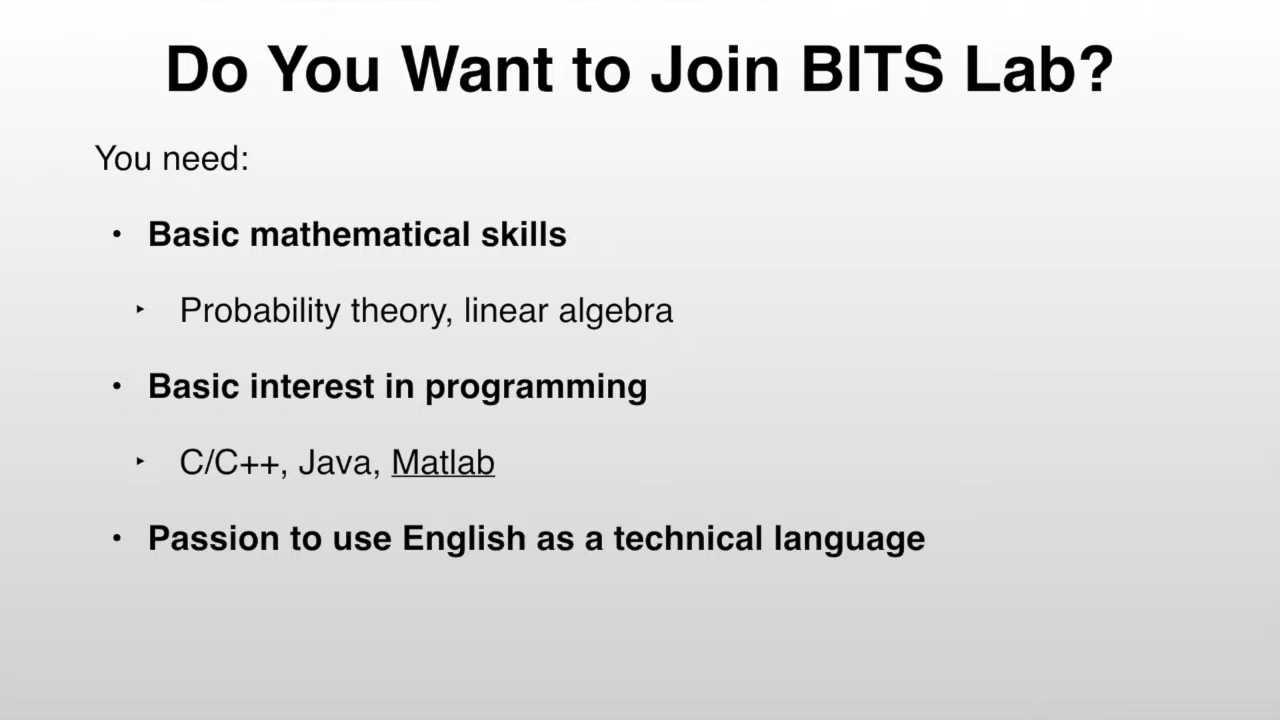 Do You Want to Join BITS Lab?
You need:
• Basic mathematical skills
‣ Probability theory, linear algebra
• Basic interest in programming
‣ C/C++, Java, Matlab
• Passion to use English as a technical language